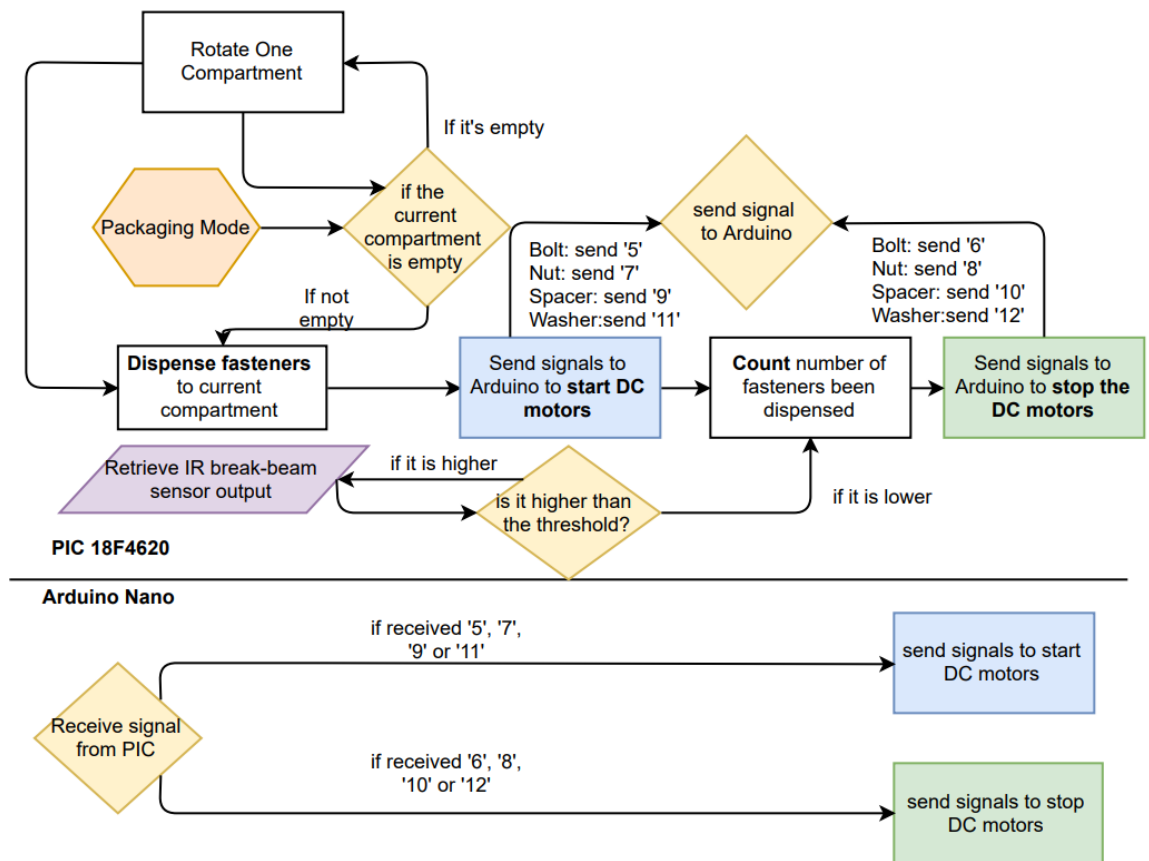 Rotate One
Compartment
If it's empty
Packaging Mode
if the
current
compartment
is empty
send signal
to Arduino
Bolt: send '5'
Nut: send '7'
Spacer: send '9'
Washer:send '11'
Bolt: send '6'
Nut: send '8'
Spacer: send '10'
Washer:send '12'
If not
empty
Dispense fasteners
to current
compartment
Send signals to
Arduino to start DC
motors
Count number of
fasteners been
dispensed
Send signals to
Arduino to stop the
DC motors
Retrieve IR break-beam
sensor output
if it is higher
is it higher than
the threshold?
if it is lower
PIC 18F4620
Arduino Nano
if received '5', '7',
'9' or '11'
send signals to start
DC motors
Receive signal
from PIC
if received '6', '8',
'10' or '12'
send signals to stop
DC motors